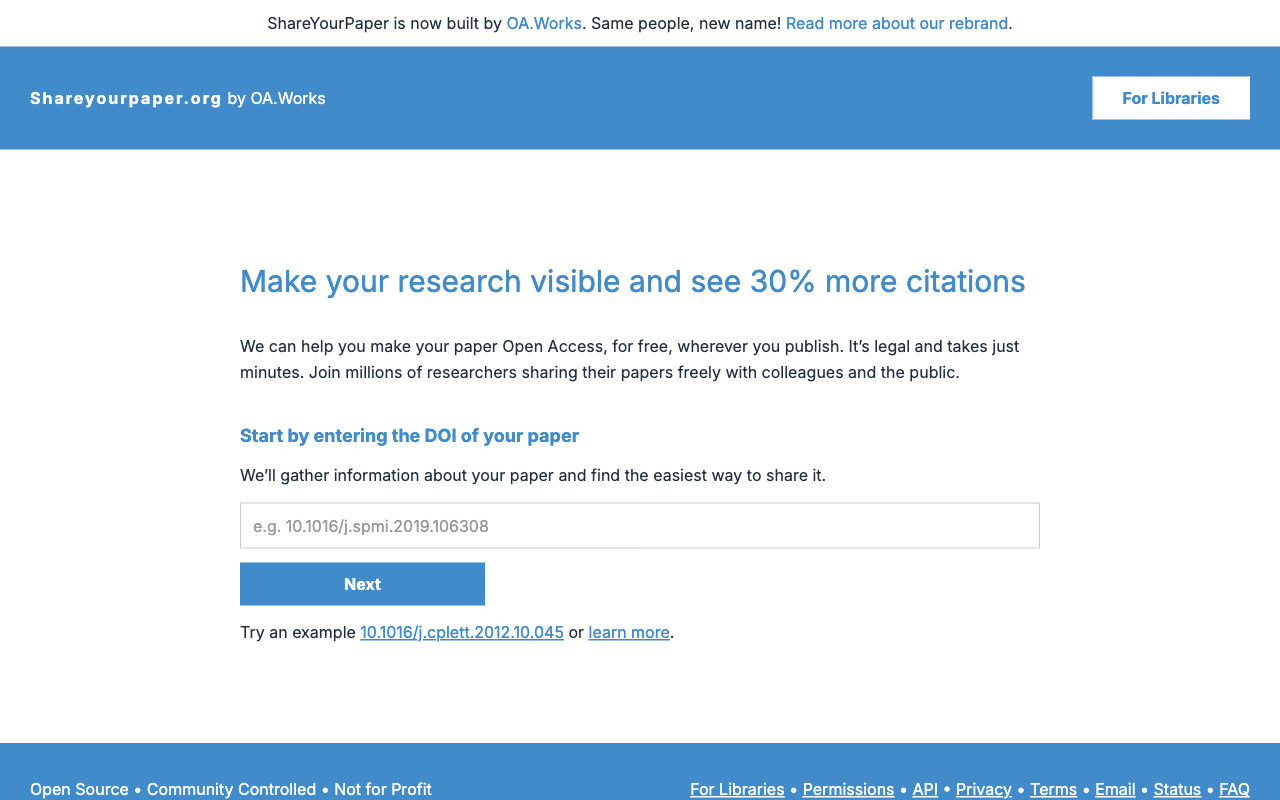 ShareYourPaper is now built by OA.Works. Same people, new name! Read more about our rebrand.
Shareyourpaper.org by OA.Works
For Libraries
Make your research visible and see 30% more citations
We can help you make your paper Open Access, for free, wherever you publish. It’s legal and takes just
minutes. Join millions of researchers sharing their papers freely with colleagues and the public.
Start by entering the DOI of your paper
We’ll gather information about your paper and find the easiest way to share it.
e.g. 10.1016/j.spmi.2019.106308
Next
Try an example 10.1016/j.cplett.2012.10.045 or learn more.
Open Source • Community Controlled • Not for Profit
For Libraries • Permissions • API • Privacy • Terms • Email • Status • FAQ